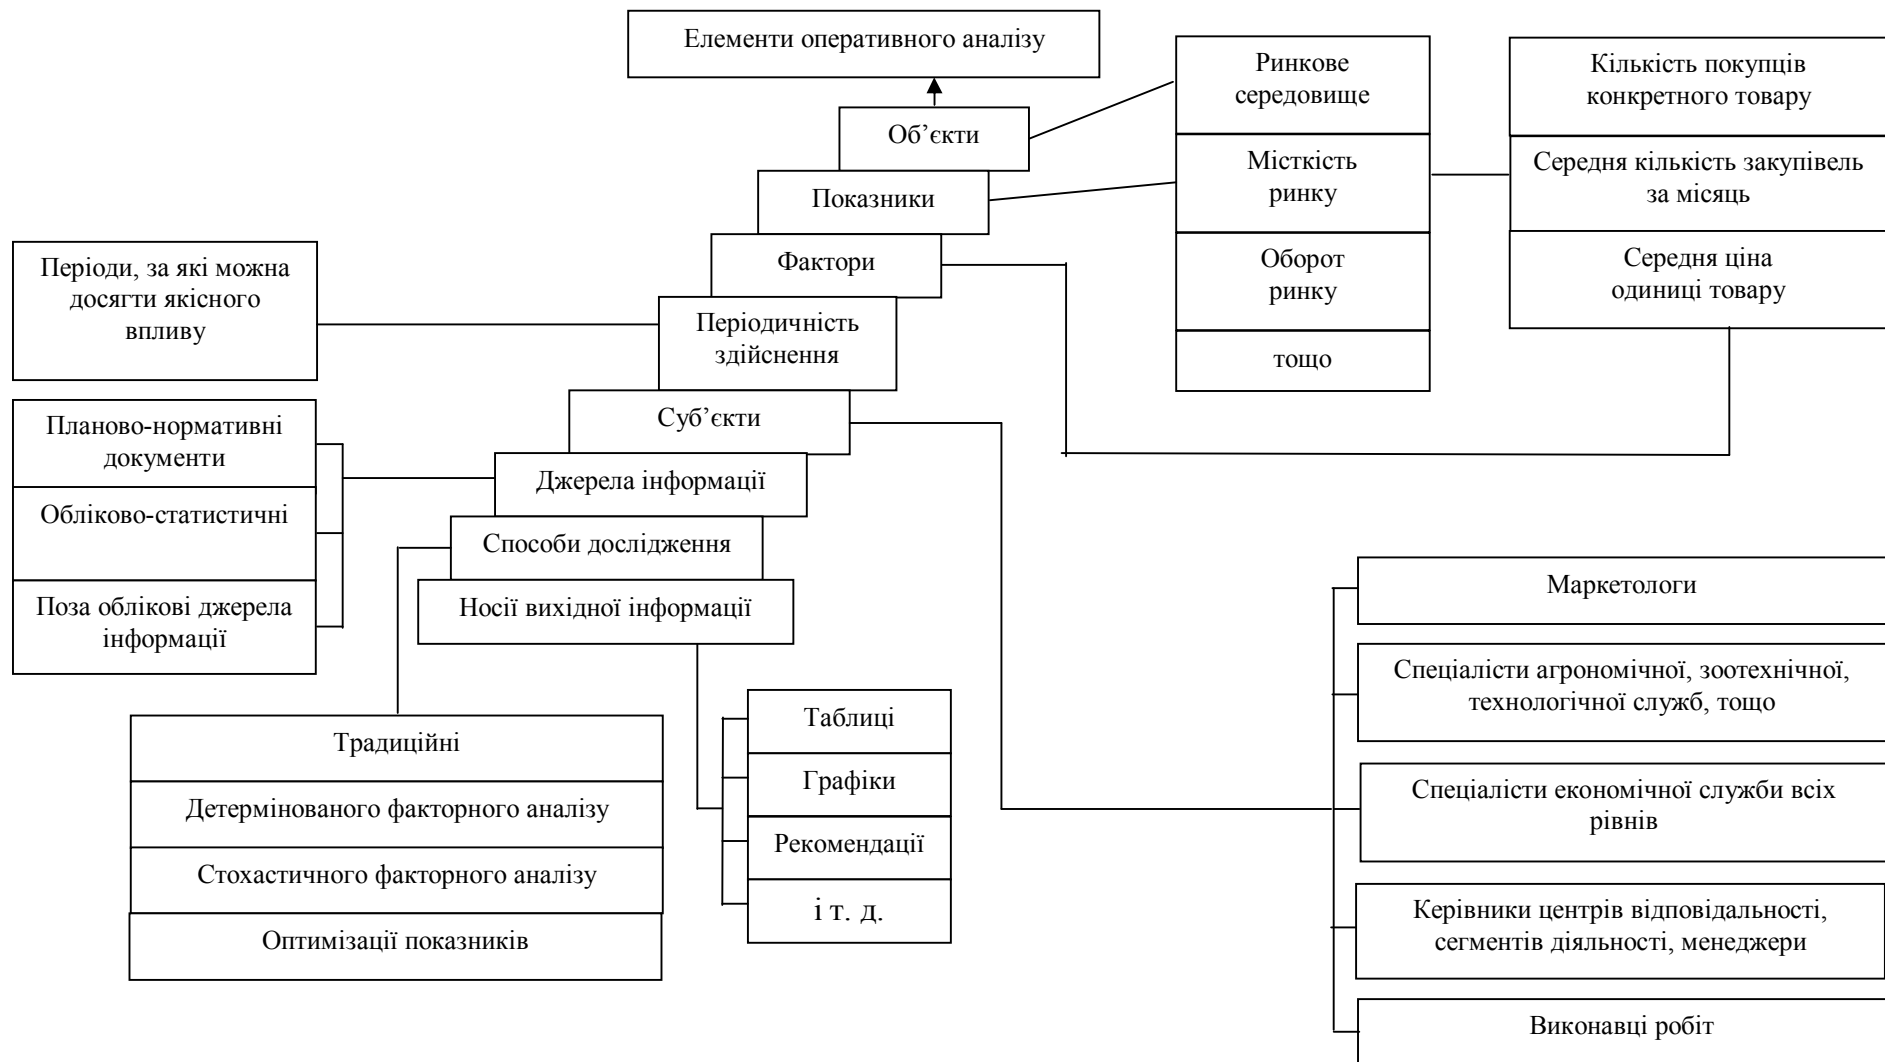 Елементи оперативного аналізу
Об’єкти
Показники
Фактори
Періодичність
здійснення
Суб’єкти
Джерела інформації
Способи дослідження
Носії вихідної інформації
Ринкове
середовище
Місткість
ринку
Оборот
ринку
тощо
Кількість покупців
конкретного товару
Середня кількість закупівель
за місяць
Середня ціна
одиниці товару
Періоди, за які можна
досягти якісного
впливу
Планово-нормативні
документи
Обліково-статистичні
Поза облікові джерела
інформації
Традиційні
Детермінованого факторного аналізу
Стохастичного факторного аналізу
Оптимізації показників
Таблиці
Графіки
Рекомендації
і т. д.
Маркетологи
Спеціалісти агрономічної, зоотехнічної,
технологічної служб, тощо
Спеціалісти економічної служби всіх
рівнів
Керівники центрів відповідальності,
сегментів діяльності, менеджери
Виконавці робіт